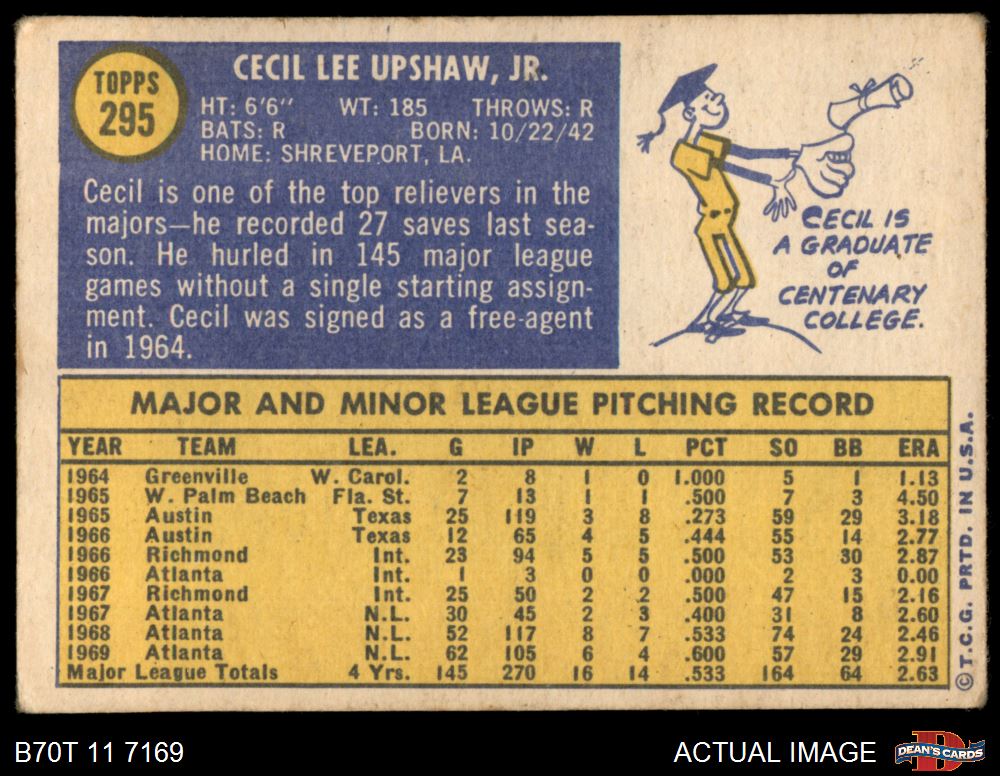 TOPPS
295
CECIL LEE UPSHAW, JR.
HT: 6'6" WT: 185 THROWS: R
BATS: R BORN: 10/22/42
HOME: SHREVEPORT, LA.
Cecil is one of the top relievers in the
majors—he recorded 27 saves last sea-
son. He hurled in 145 major league
games without a single starting assign-
ment. Cecil was signed as a free-agent
in 1964.
CECIL IS
A GRADUATE
OF
CENTENARY
COLLEGE.
MAJOR AND MINOR LEAGUE PITCHING RECORD
YEAR TEAM LEA. G IP W L PCT SO BB ERA
1964 Greenville W. Carol. 2 8 1 0 1.000 5 1 1.13
1965 W. Palm Beach Fla. St. 7 13 1 1 .500 7 3 4.50
1965 Austin Texas 25 119 3 8 .273 59 29 3.18
1966 Austin Texas 12 65 4 5 .444 55 14 2.77
1966 Richmond Int. 23 94 5 5 .500 53 30 2.87
1966 Atlanta Int. 1 3 0 0 .000 2 3 0.00
1967 Richmond Int. 25 50 2 2 .500 47 15 2.16
1967 Atlanta N.L. 30 45 2 3 .400 31 8 2.60
1968 Atlanta N.L. 52 117 8 7 .533 74 24 2.46
1969 Atlanta N.L. 62 105 6 4 .600 57 29 2.91
Major League Totals 4 Yrs. 145 270 16 14 .533 164 64 2.63
©T.C.G. PRTD. IN U.S.A.
B70T 11 7169
ACTUAL IMAGE
D
DEAN'S CARDS